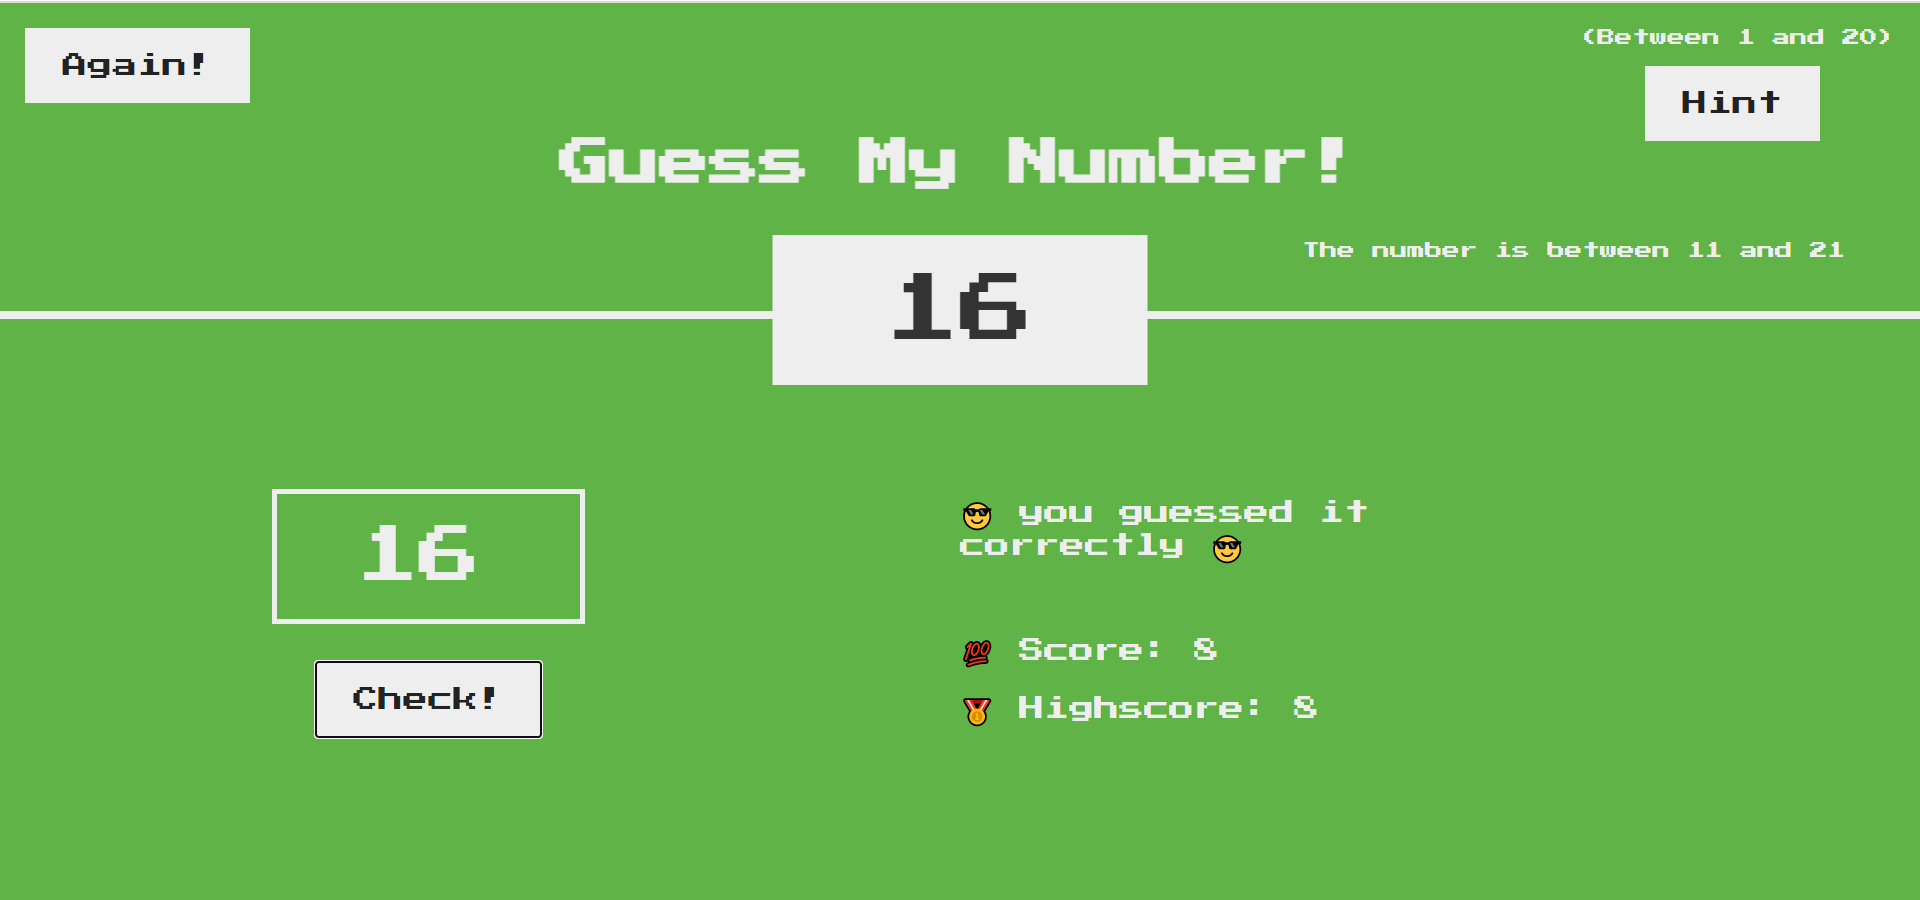 Again!
(Between 1 and 20)
Hint
Guess My Number!
The number is between 11 and 21
16
16
Check!
😎 you guessed it
correctly 😎
💯 Score: 8
🥇 Highscore: 8